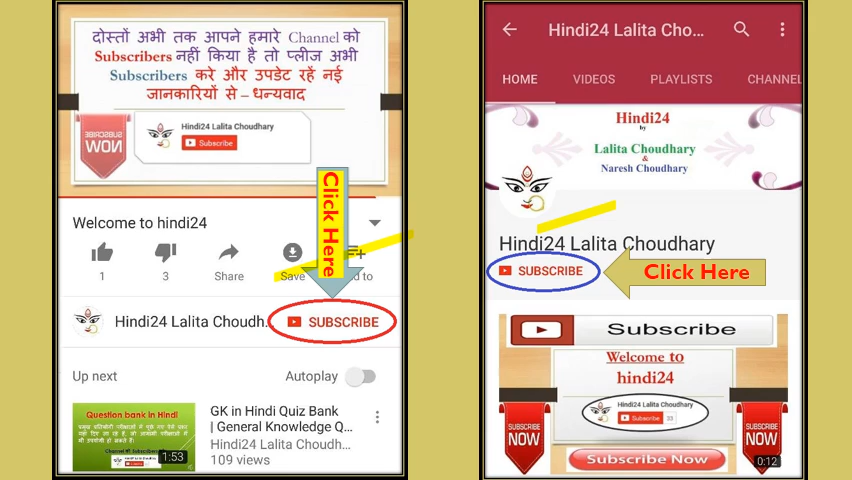 दोस्तों अभी तक आपने हमारे Channel को
Subscribers नहीं किया है तो प्लीज अभी
Subscribers करे और उपडेट रहें नई
जानकारियों से – धन्यवाद
Hindi24 Lalita Choudhary
Subscribe
SUBSCRIBE
NOW
Click Here
Welcome to hindi24
1
3
Share
Save
SUBSCRIBE
Hindi24 Lalita Choudh...
Up next
Autoplay
Question bank in Hindi
1:53
GK in Hindi Quiz Bank
| General Knowledge Q...
Hindi24 Lalita Choudh...
109 views
Hindi24 Lalita Cho...
HOME
VIDEOS
PLAYLISTS
CHANNEL
Hindi24
by
Lalita Choudhary
&
Naresh Choudhary
Hindi24 Lalita Choudhary
SUBSCRIBE
Click Here
Subscribe
Welcome to
hindi24
Hindi24 Lalita Choudhary
Subscribe
SUBSCRIBE
NOW
SUBSCRIBE
NOW
Subscribe Now
0:12